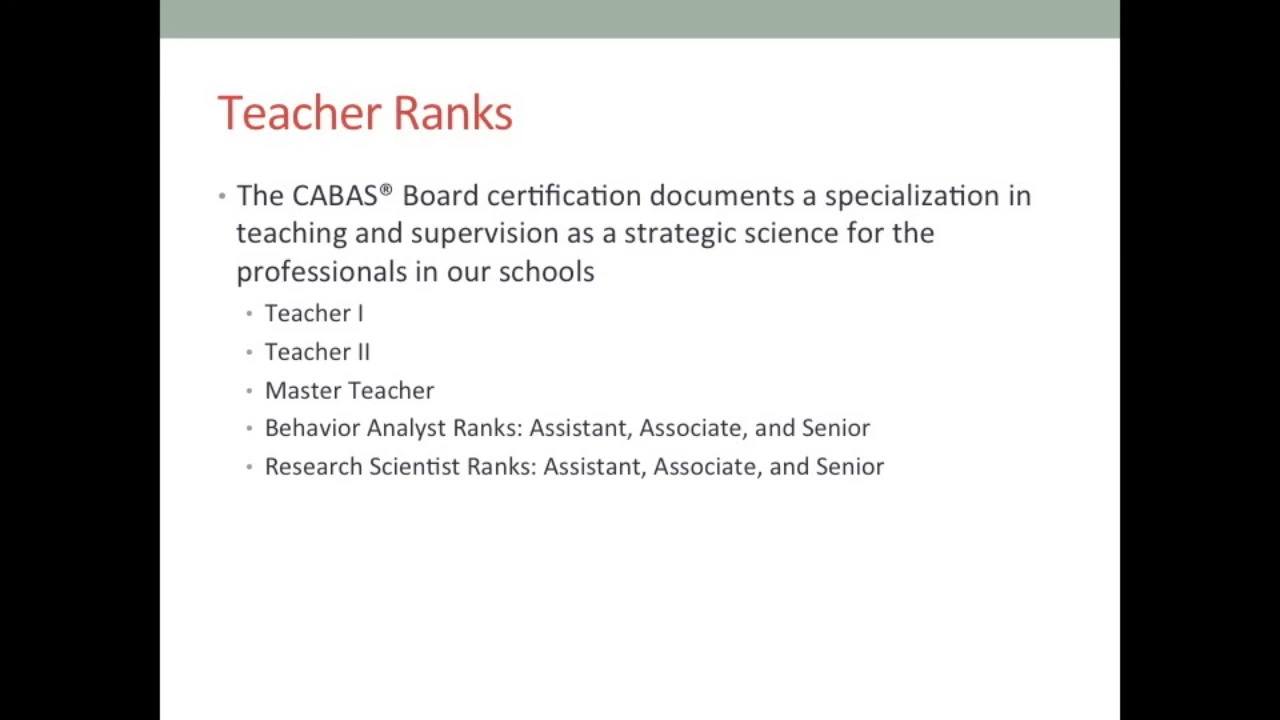 Teacher Ranks
• The CABAS® Board certification documents a specialization in
teaching and supervision as a strategic science for the
professionals in our schools
• Teacher I
• Teacher II
• Master Teacher
• Behavior Analyst Ranks: Assistant, Associate, and Senior
• Research Scientist Ranks: Assistant, Associate, and Senior